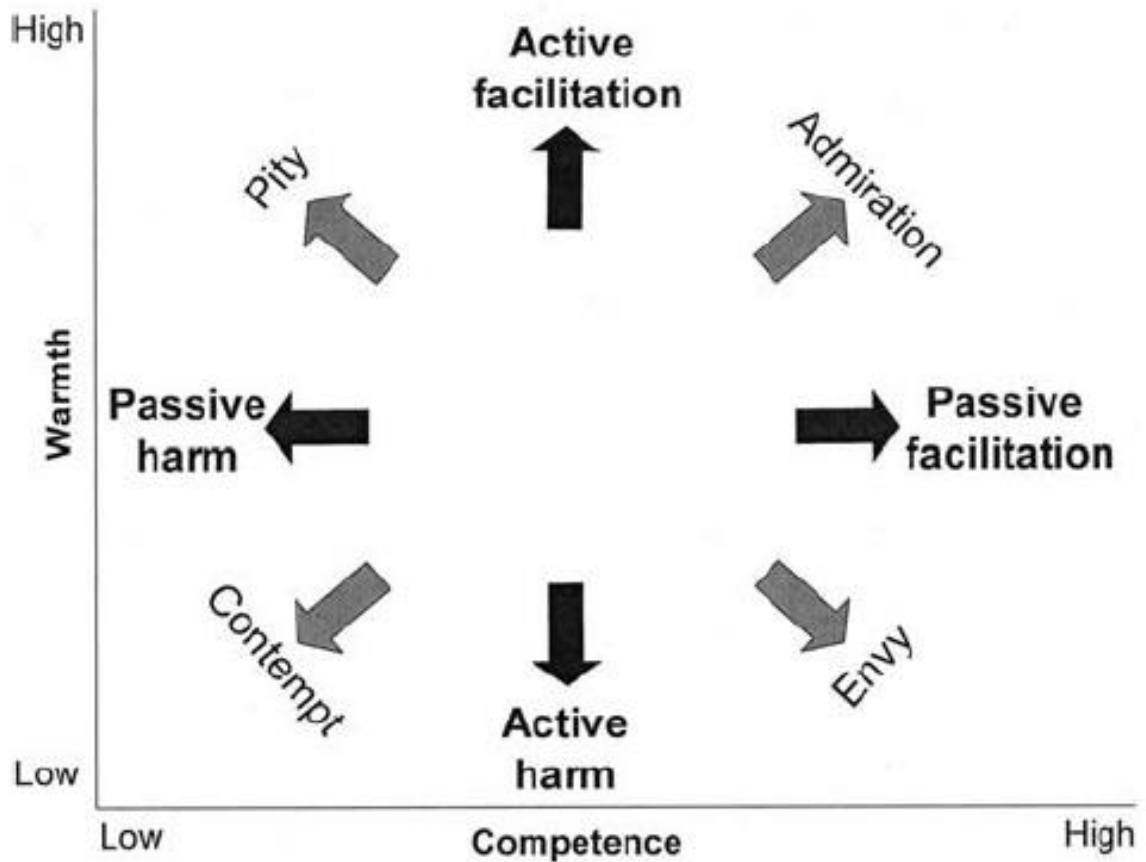 High
Active
facilitation
Pity
Admiration
Warmth
Passive
harm
Passive
facilitation
Contempt
Envy
Active
harm
Low
Low
Competence
High